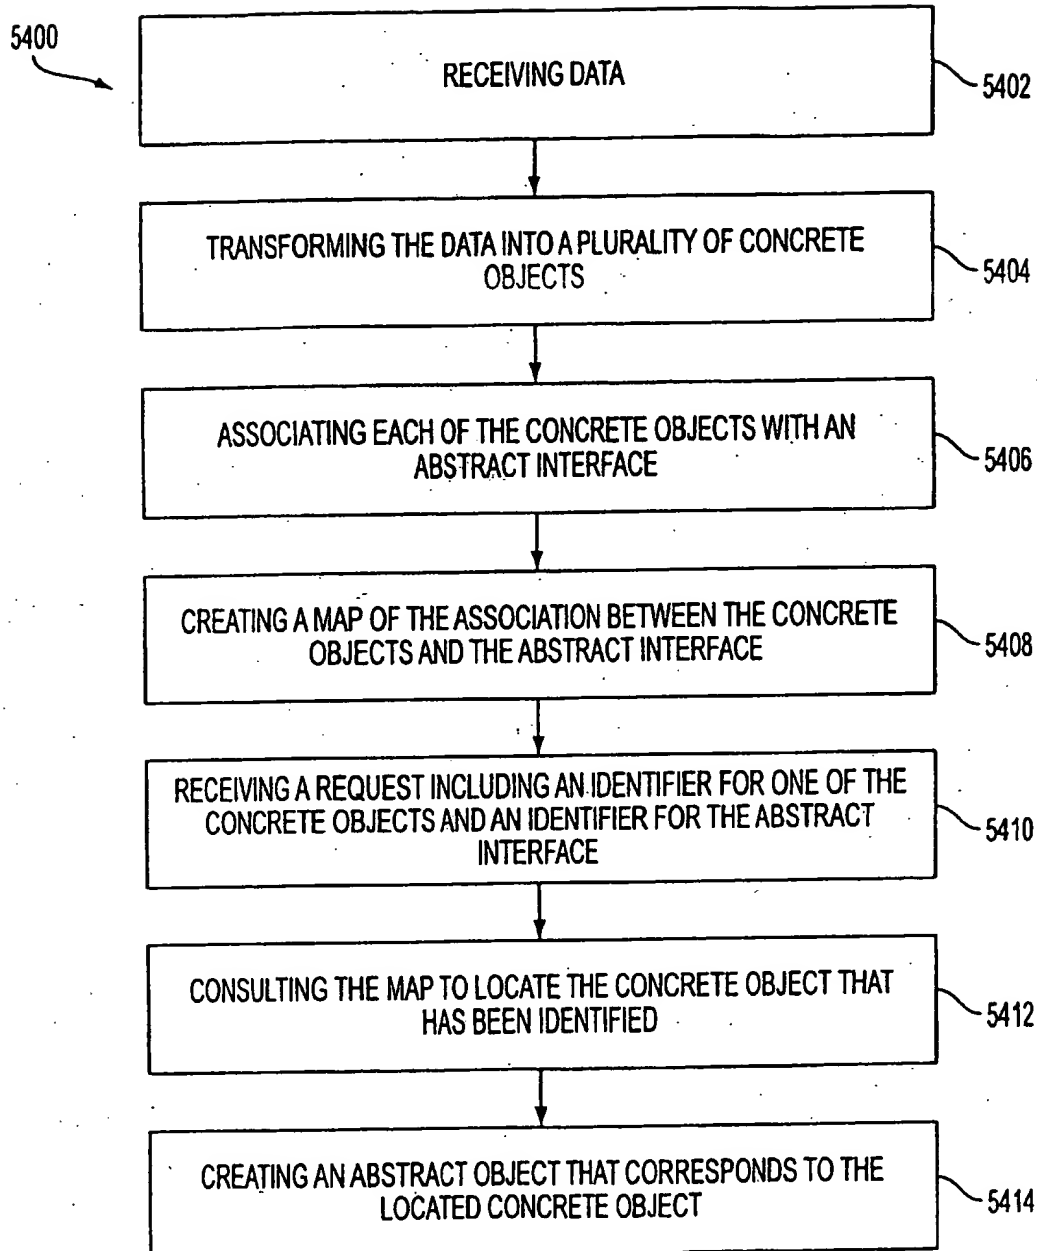 5400
RECEIVING DATA
5402
TRANSFORMING THE DATA INTO A PLURALITY OF CONCRETE
OBJECTS
5404
ASSOCIATING EACH OF THE CONCRETE OBJECTS WITH AN
ABSTRACT INTERFACE
5406
CREATING A MAP OF THE ASSOCIATION BETWEEN THE CONCRETE
OBJECTS AND THE ABSTRACT INTERFACE
5408
RECEIVING A REQUEST INCLUDING AN IDENTIFIER FOR ONE OF THE
CONCRETE OBJECTS AND AN IDENTIFIER FOR THE ABSTRACT
INTERFACE
5410
CONSULTING THE MAP TO LOCATE THE CONCRETE OBJECT THAT
HAS BEEN IDENTIFIED
5412
CREATING AN ABSTRACT OBJECT THAT CORRESPONDS TO THE
LOCATED CONCRETE OBJECT
5414